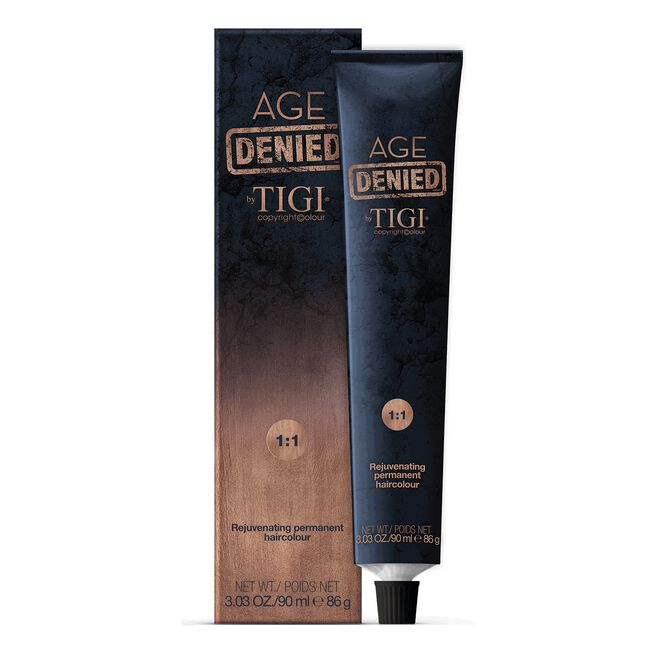 AGE
DENIED
by TIGI®
copyright©olour
1:1
Rejuvenating permanent
haircolour
NET WT./ POIDS NET
3.03 OZ./90 ml ℮ 86 g
AGE
DENIED
by TIGI®
copyright©olour
1:1
Rejuvenating
permanent
haircolour
NET WT./ POIDS NET
3.03 OZ./90 ml ℮ 86 g